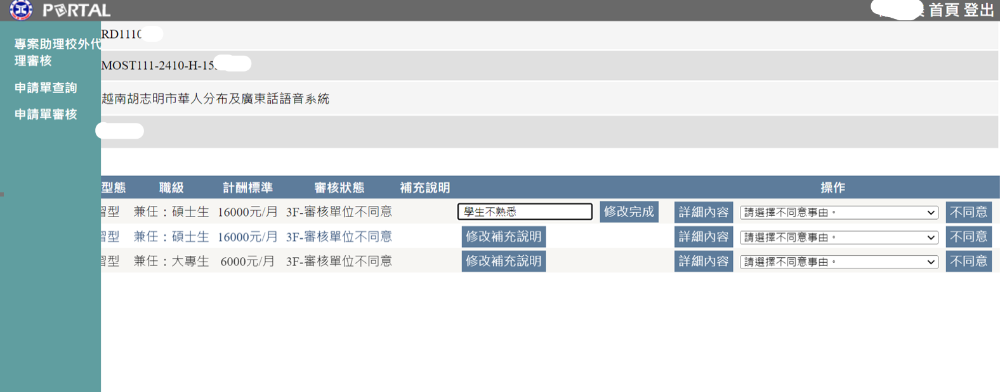 PORTAL
首頁 登出
專案助理校外代
理審核
申請單查詢
申請單審核
RD1110
MOST111-2410-H-15
越南胡志明市華人分布及廣東話語音系統
型態 職級 計酬標準 審核狀態 補充說明 操作
習型 兼任：碩士生 16000元/月 3F-審核單位不同意 學生不熟悉 修改完成 詳細內容 請選擇不同意事由。 不同意
習型 兼任：碩士生 16000元/月 3F-審核單位不同意 修改補充說明 詳細內容 請選擇不同意事由。 不同意
習型 兼任：大專生 6000元/月 3F-審核單位不同意 修改補充說明 詳細內容 請選擇不同意事由。 不同意